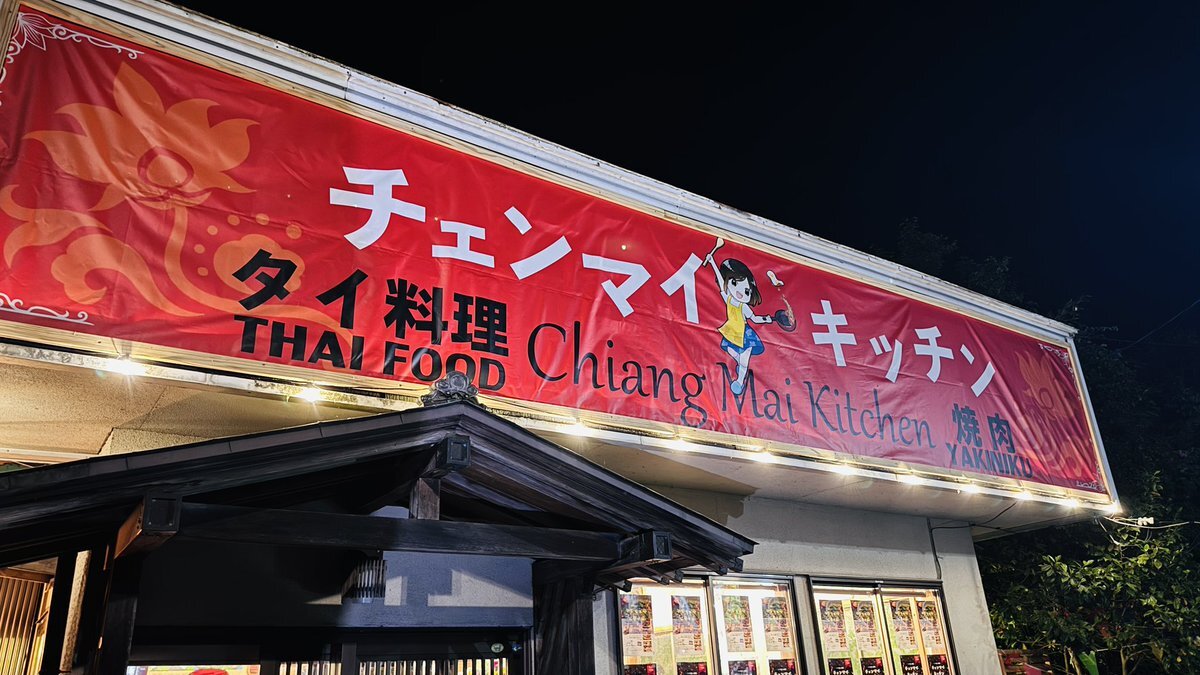 チェンマイ キッチン
タイ料理
THAI FOOD
Chiang Mai Kitchen
焼肉
YAKINIKU